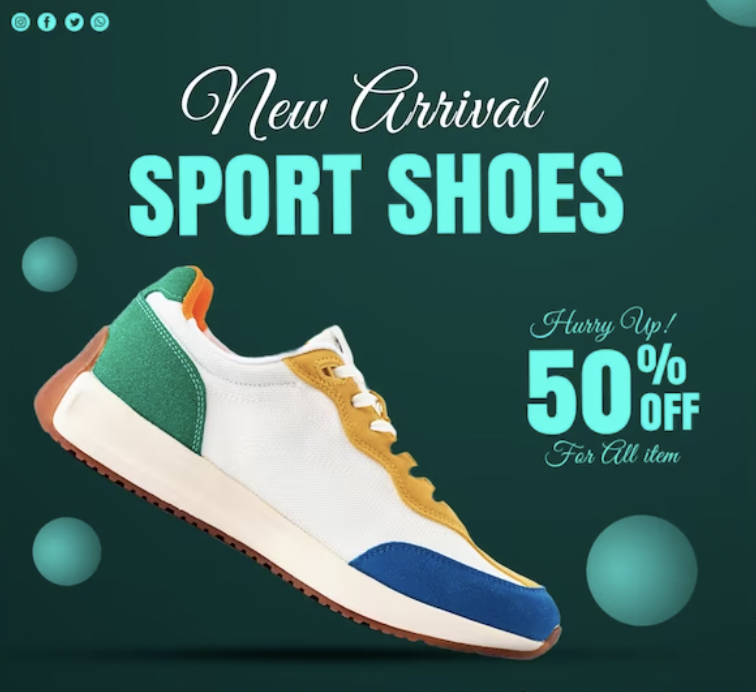 New Arrival
SPORT SHOES
Hurry Up!
50% OFF
For All item